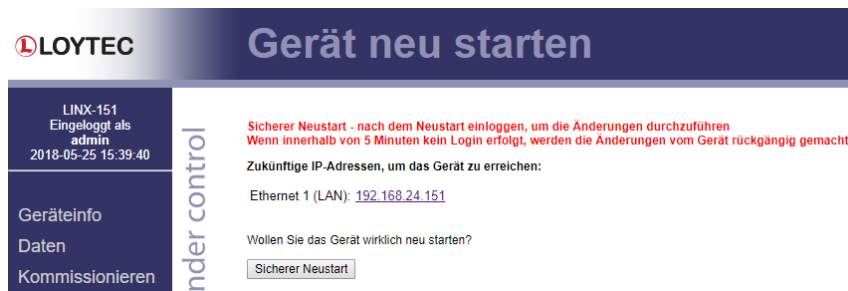 LOYTEC
Gerät neu starten
LINX-151
Eingeloggt als
admin
2018-05-25 15:39:40
Geräteinfo
Daten
Kommissionieren
nder control
Sicherer Neustart - nach dem Neustart einloggen, um die Änderungen durchzuführen
Wenn innerhalb von 5 Minuten kein Login erfolgt, werden die Änderungen vom Gerät rückgängig gemacht
Zukünftige IP-Adressen, um das Gerät zu erreichen:
Ethernet 1 (LAN): 192.168.24.151
Wollen Sie das Gerät wirklich neu starten?
Sicherer Neustart